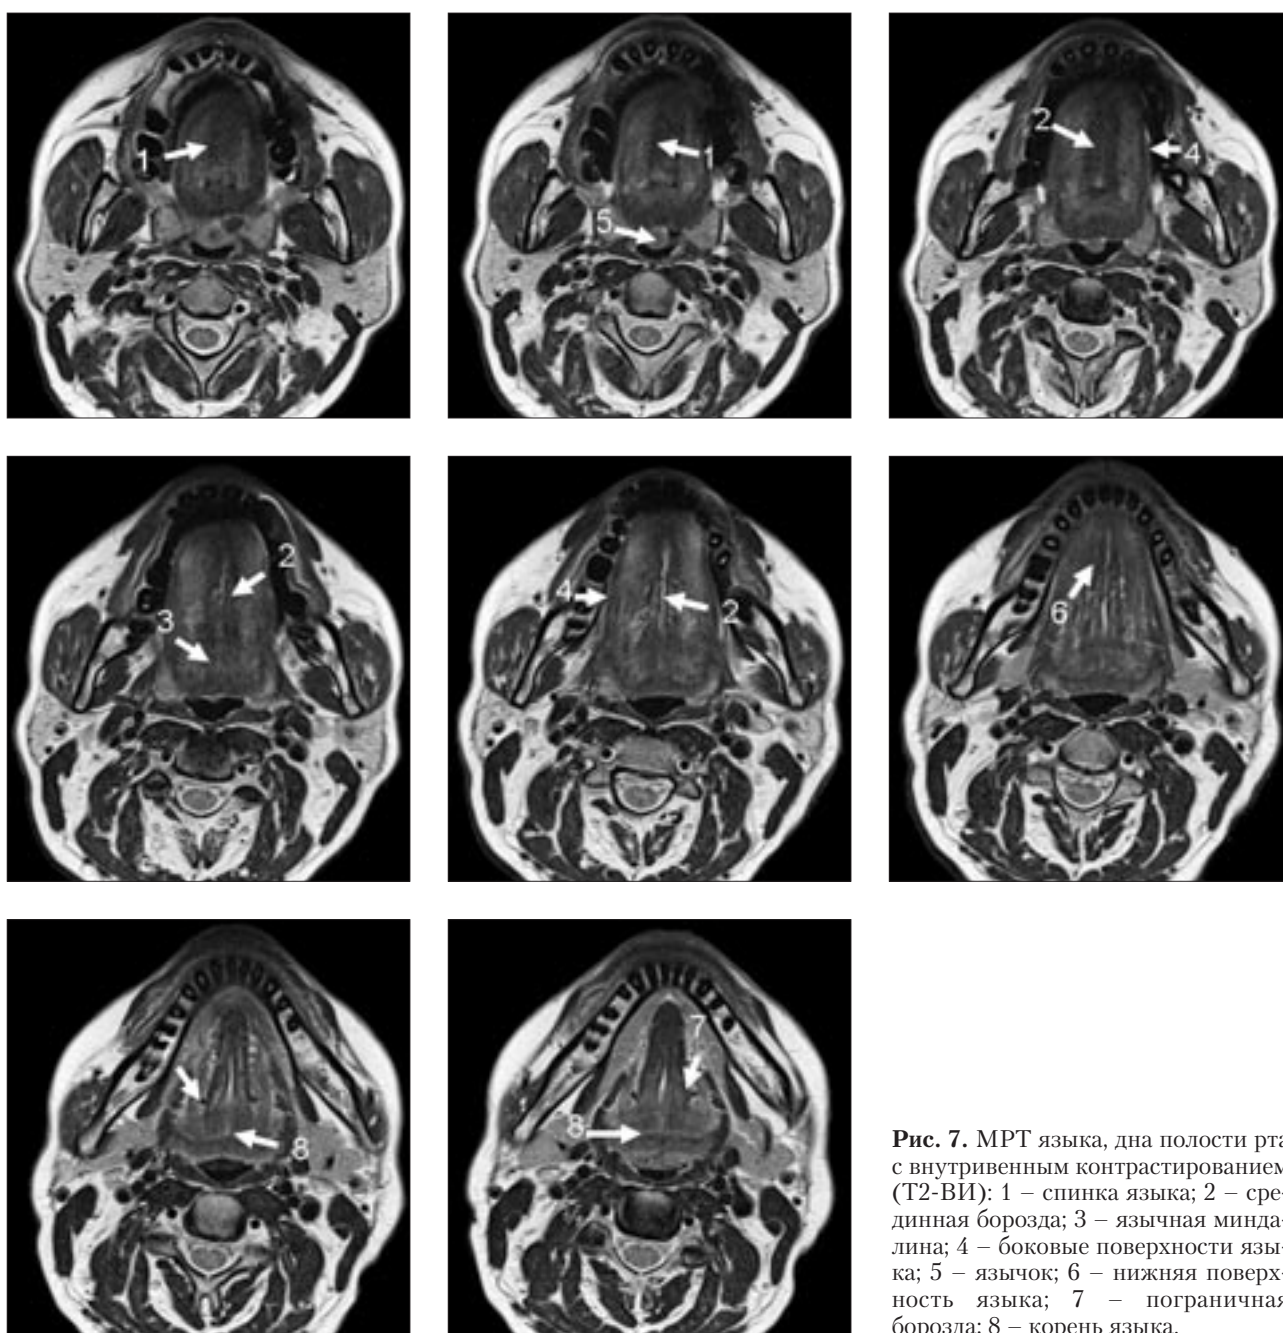 1
1
5
2
4
2
3
4
2
6
8
7
8
Рис. 7. МРТ языка, дна полости рта
с внутривенным контрастированием
(Т2-ВИ): 1 – спинка языка; 2 – сре-
динная борозда; 3 – язычная минда-
лина; 4 – боковые поверхности язы-
ка; 5 – язычок; 6 – нижняя поверх-
ность языка; 7 – пограничная
борозда; 8 – корень языка.